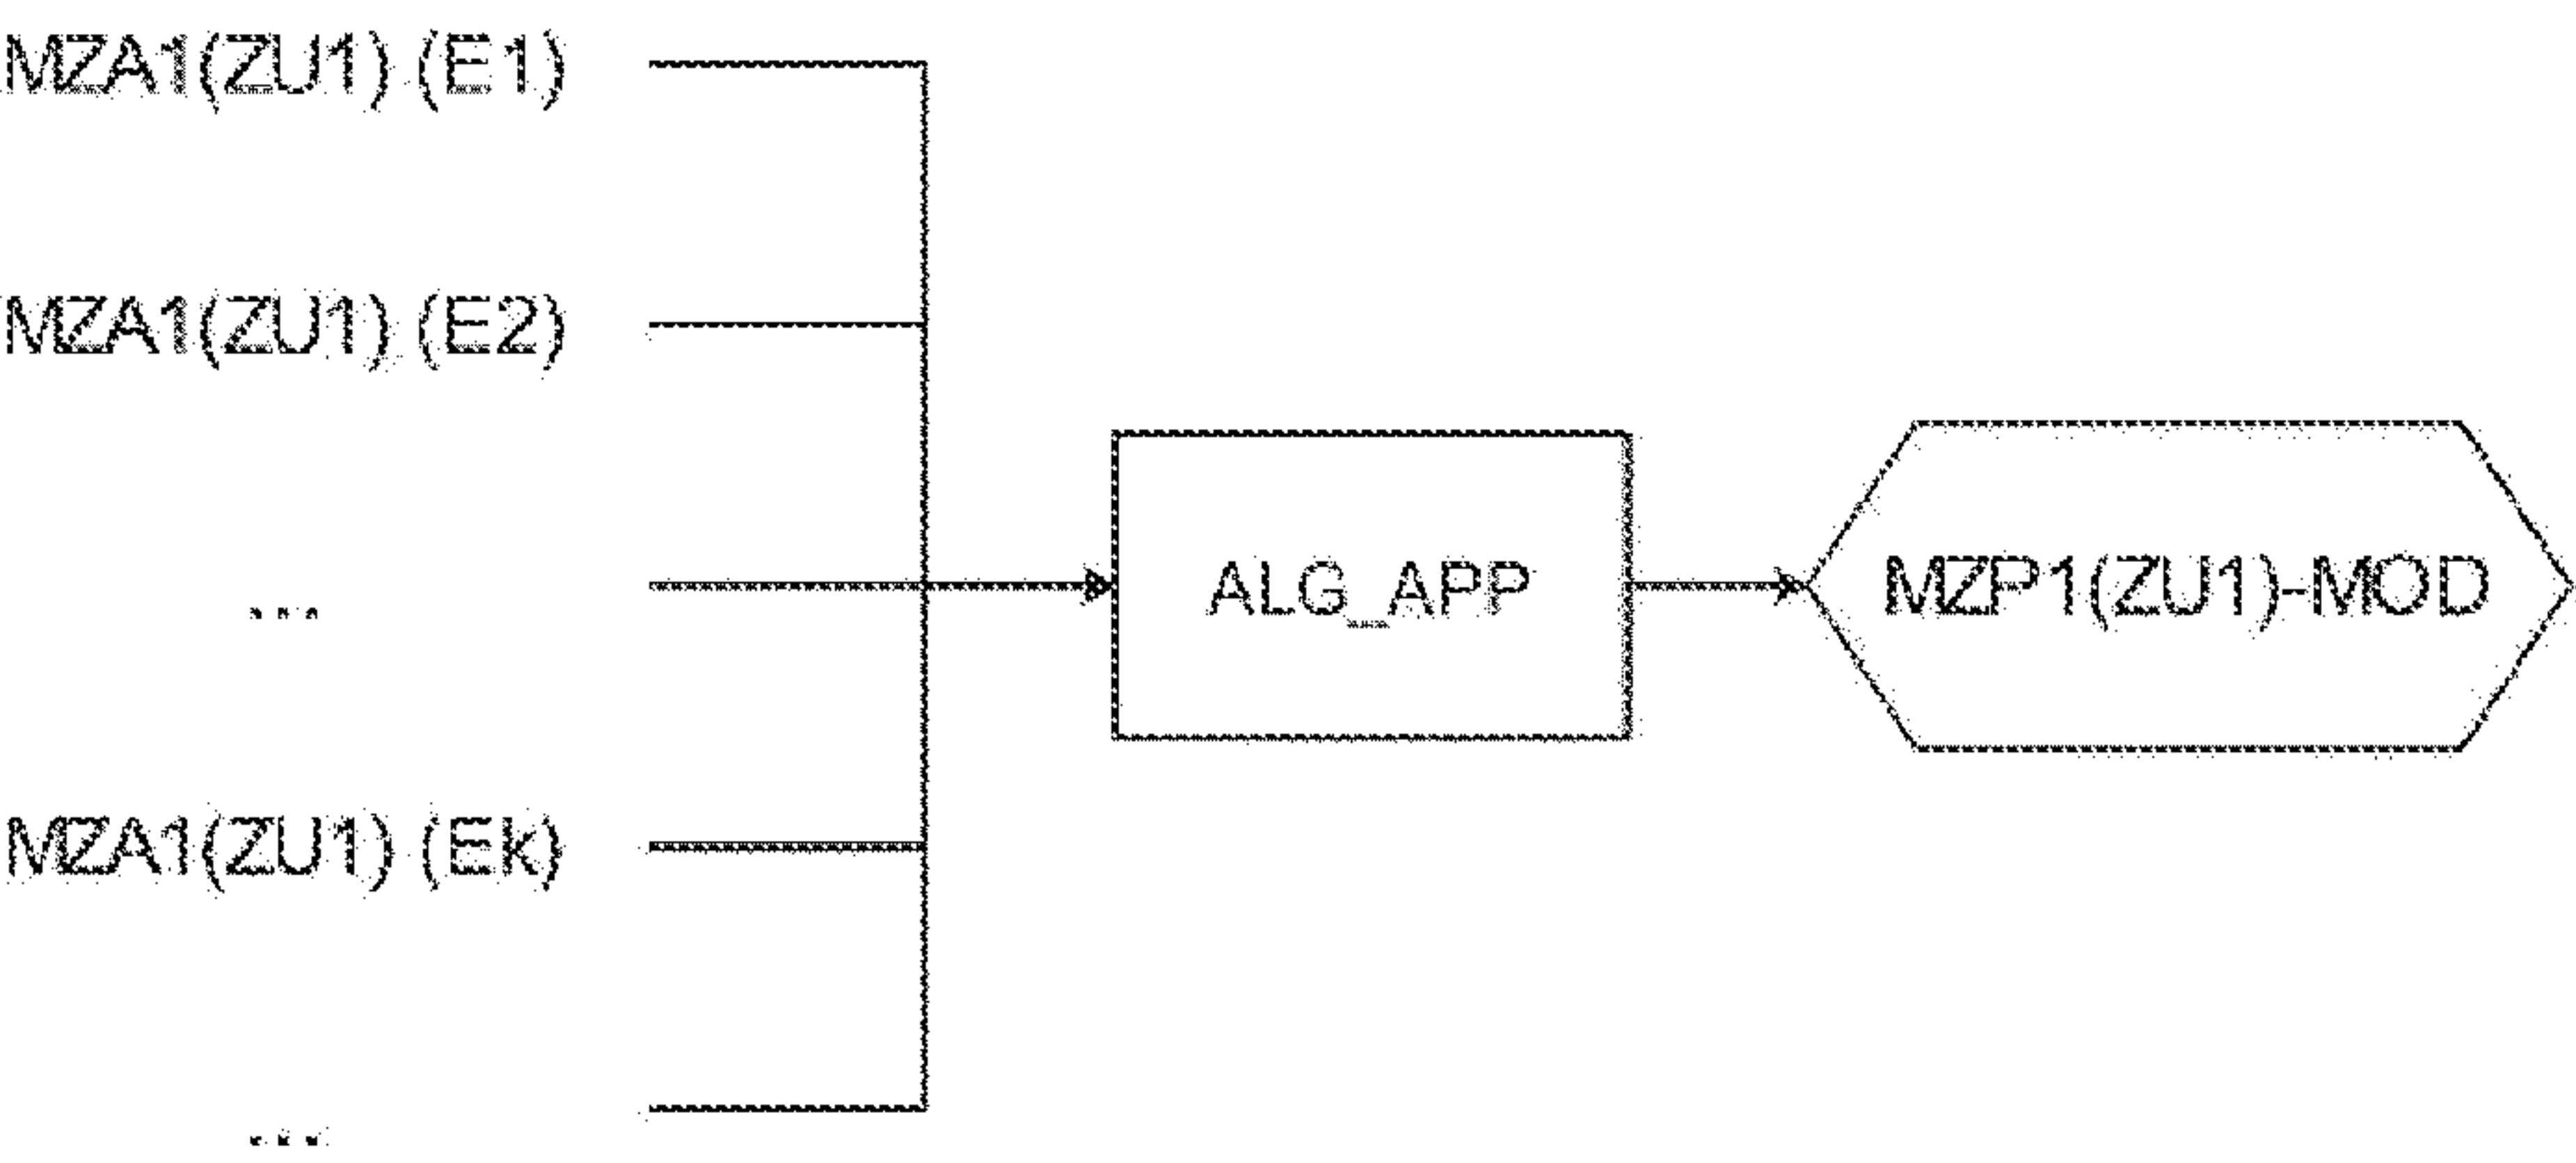 MZA1(ZU1) (E1)
MZA1(ZU1) (E2)
...
ALG_APP
MZP1(ZU1)-MOD
MZA1(ZU1) (Ek)
...